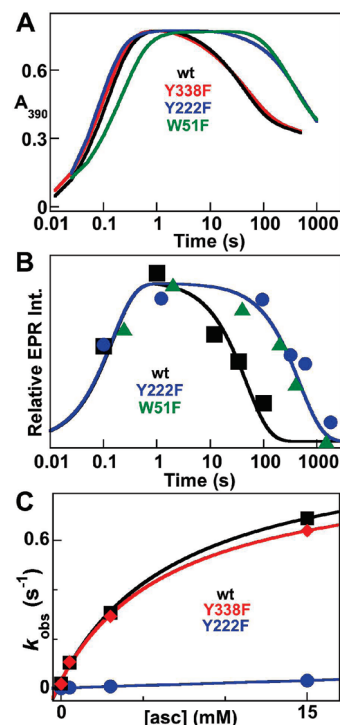 A
0.6
A390
0.3
0
wt
Y338F
Y222F
W51F
0.01 0.1 1 10 100 1000
Time (s)
B
Relative EPR Int.
wt
Y222F
W51F
0.01 0.1 1 10 100 1000
Time (s)
C
0.6
kobs (s-1)
0
wt
Y338F
Y222F
0 15
[asc] (mM)